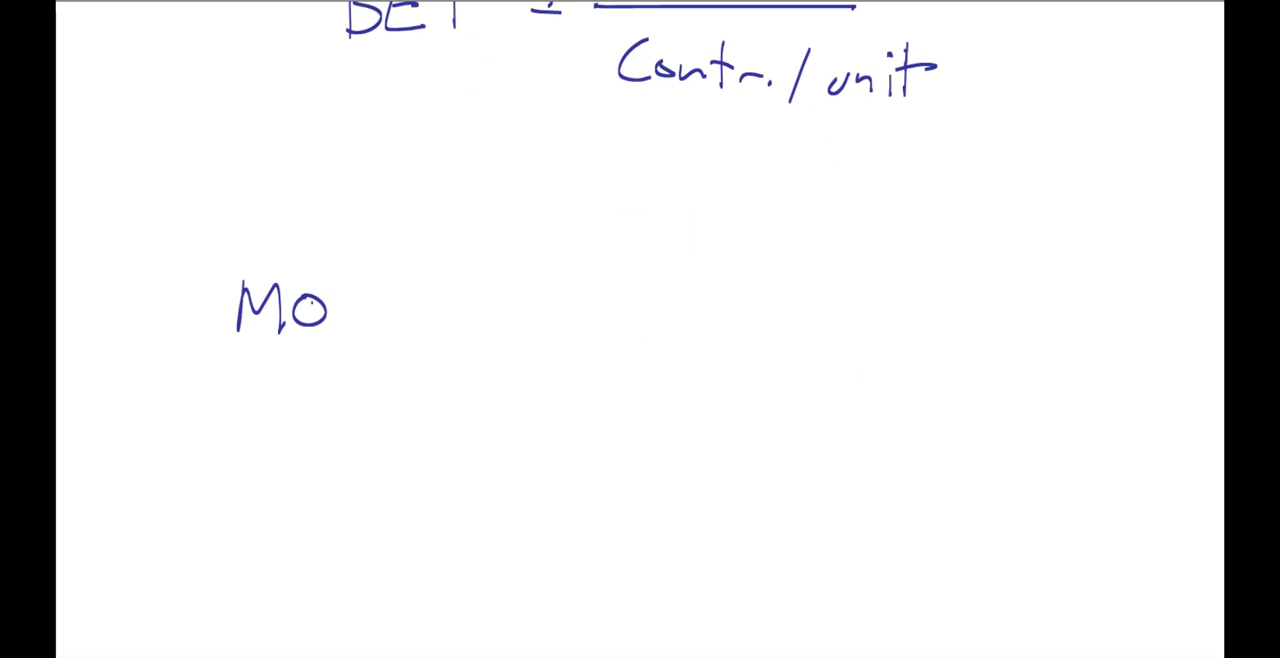 =
Contr. / unit
MO